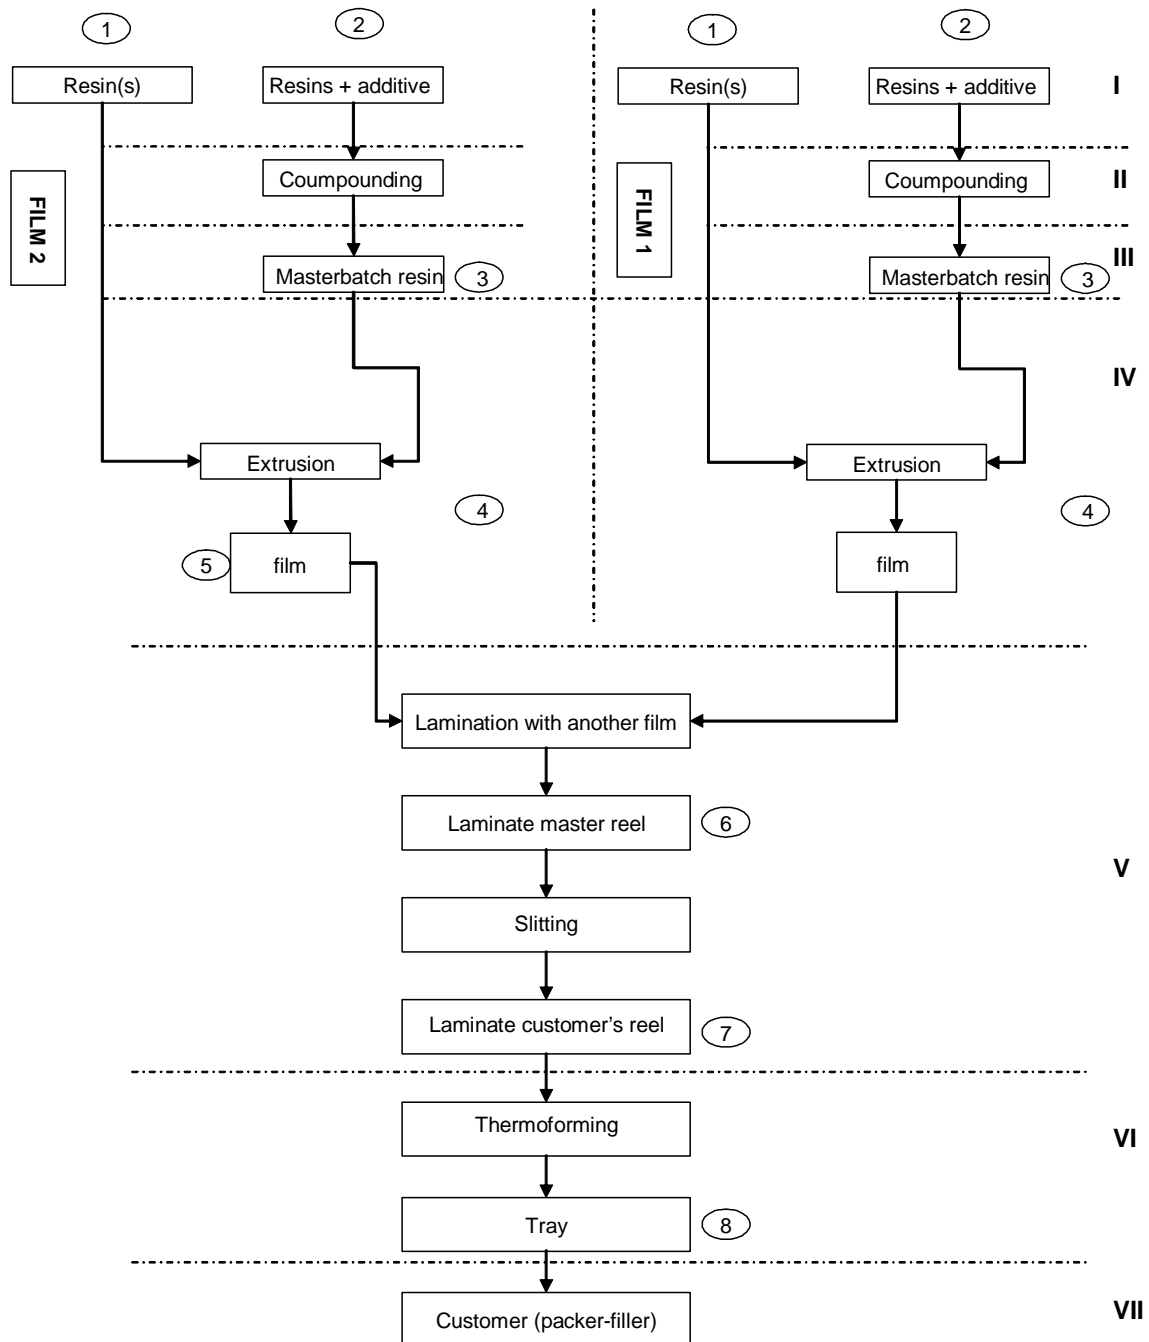 1
2
1
2
Resin(s)
Resins + additive
Resin(s)
Resins + additive
I
FILM 2
Coumpounding
FILM 1
Coumpounding
II
Masterbatch resin
3
Masterbatch resin
3
III
IV
Extrusion
Extrusion
4
4
5
film
film
Lamination with another film
Laminate master reel
6
V
Slitting
Laminate customer’s reel
7
Thermoforming
VI
Tray
8
Customer (packer-filler)
VII